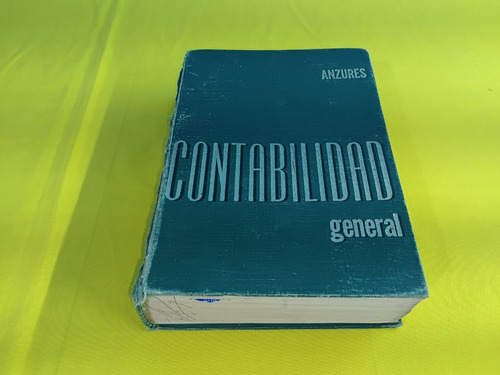 ANZURES
CONTABILIDAD
general